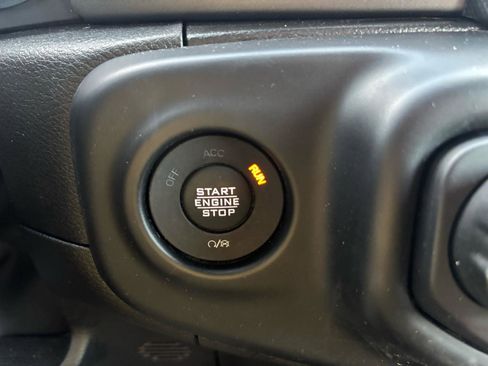 ACC
OFF
RUN
START
ENGINE
STOP